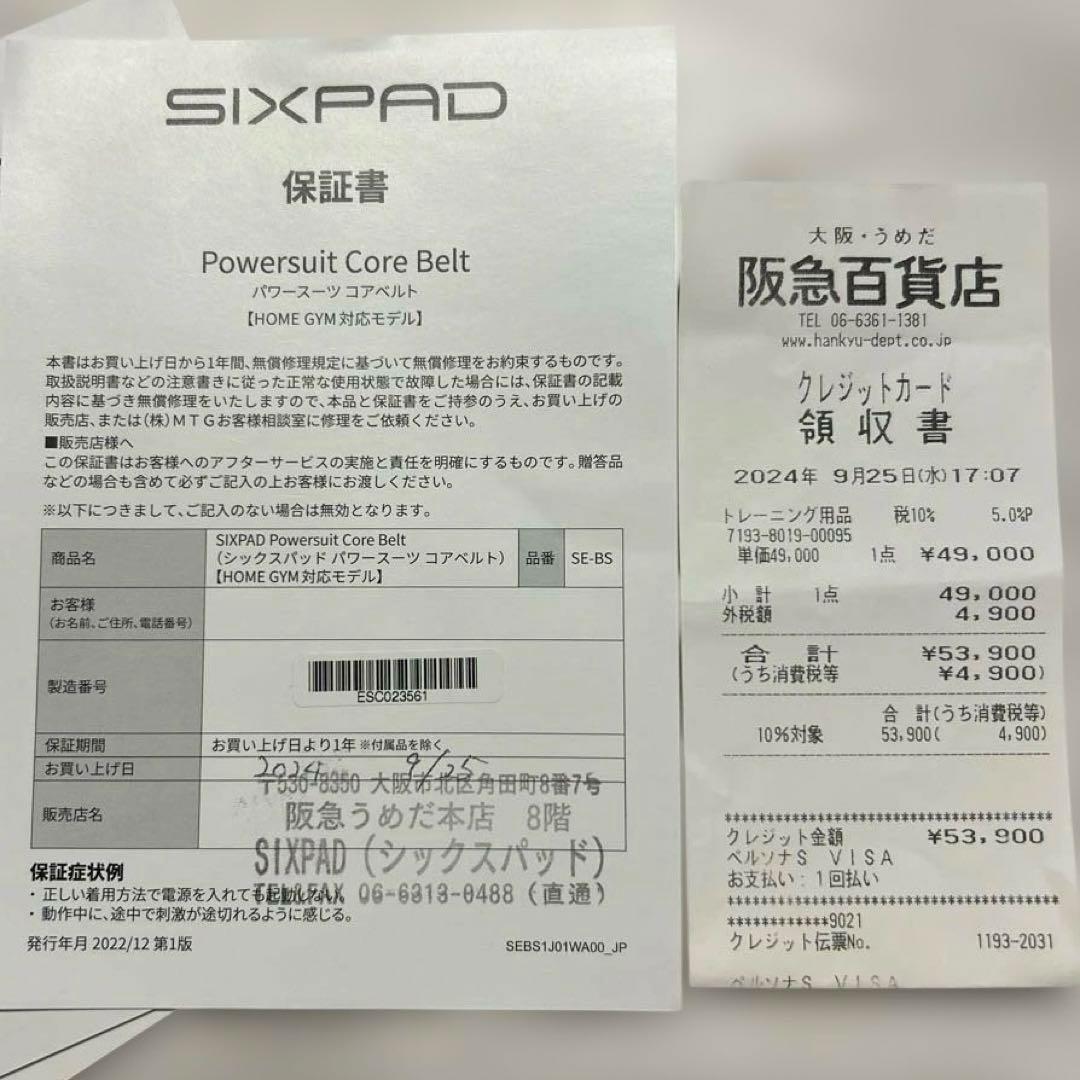 SIXPAD
保証書
Powersuit Core Belt
パワースーツ コアベルト
【HOME GYM対応モデル】
本書はお買い上げ日から1年間、無償修理規定に基づいて無償修理をお約束するものです。
取扱説明書などの注意書きに従った正常な使用状態で故障した場合には、保証書の記載
内容に基づき無償修理をいたしますので、本品と保証書をご持参のうえ、お買い上げの
販売店、または(株)MTGお客様相談室に修理をご依頼ください。
■販売店様へ
この保証書はお客様へのアフターサービスの実施と責任を明確にするものです。贈答品
などの場合も含めて必ずご記入の上お客様にお渡しください。
※以下につきまして、ご記入のない場合は無効となります。
商品名
SIXPAD Powersuit Core Belt
(シックスパッド パワースーツ コアベルト)
【HOME GYM対応モデル】
品番
SE-BS
お客様
(お名前、ご住所、電話番号)
製造番号
ESC023561
保証期間
お買い上げ日より1年 ※付属品を除く
お買い上げ日
2024 9/25
販売店名
〒530-8350 大阪市北区角田町8番7号
阪急うめだ本店 8階
SIXPAD(シックスパッド)
TEL&FAX 06-6313-0488(直通)
保証症状例
・正しい着用方法で電源を入れても起動しない。
・動作中に、途中で刺激が途切れるように感じる。
発行年月 2022/12 第1版
SEBS1J01WA00_JP
大阪・うめだ
阪急百貨店
TEL 06-6361-1381
www.hankyu-dept.co.jp
クレジットカード
領収書
2024年 9月25日(水)17:07
トレーニング用品 税10% 5.0%P
7193-8019-00095
単価49,000 1点 ¥49,000
小計 1点 49,000
外税額 4,900
合計 ¥53,900
(うち消費税等 ¥4,900)
合計(うち消費税等)
10%対象 53,900( 4,900)
****************************************
クレジット金額 ¥53,900
ペルソナS VISA
お支払い:1回払い
****************************************
************9021
クレジット伝票No. 1193-2031
ペルソナS VISA